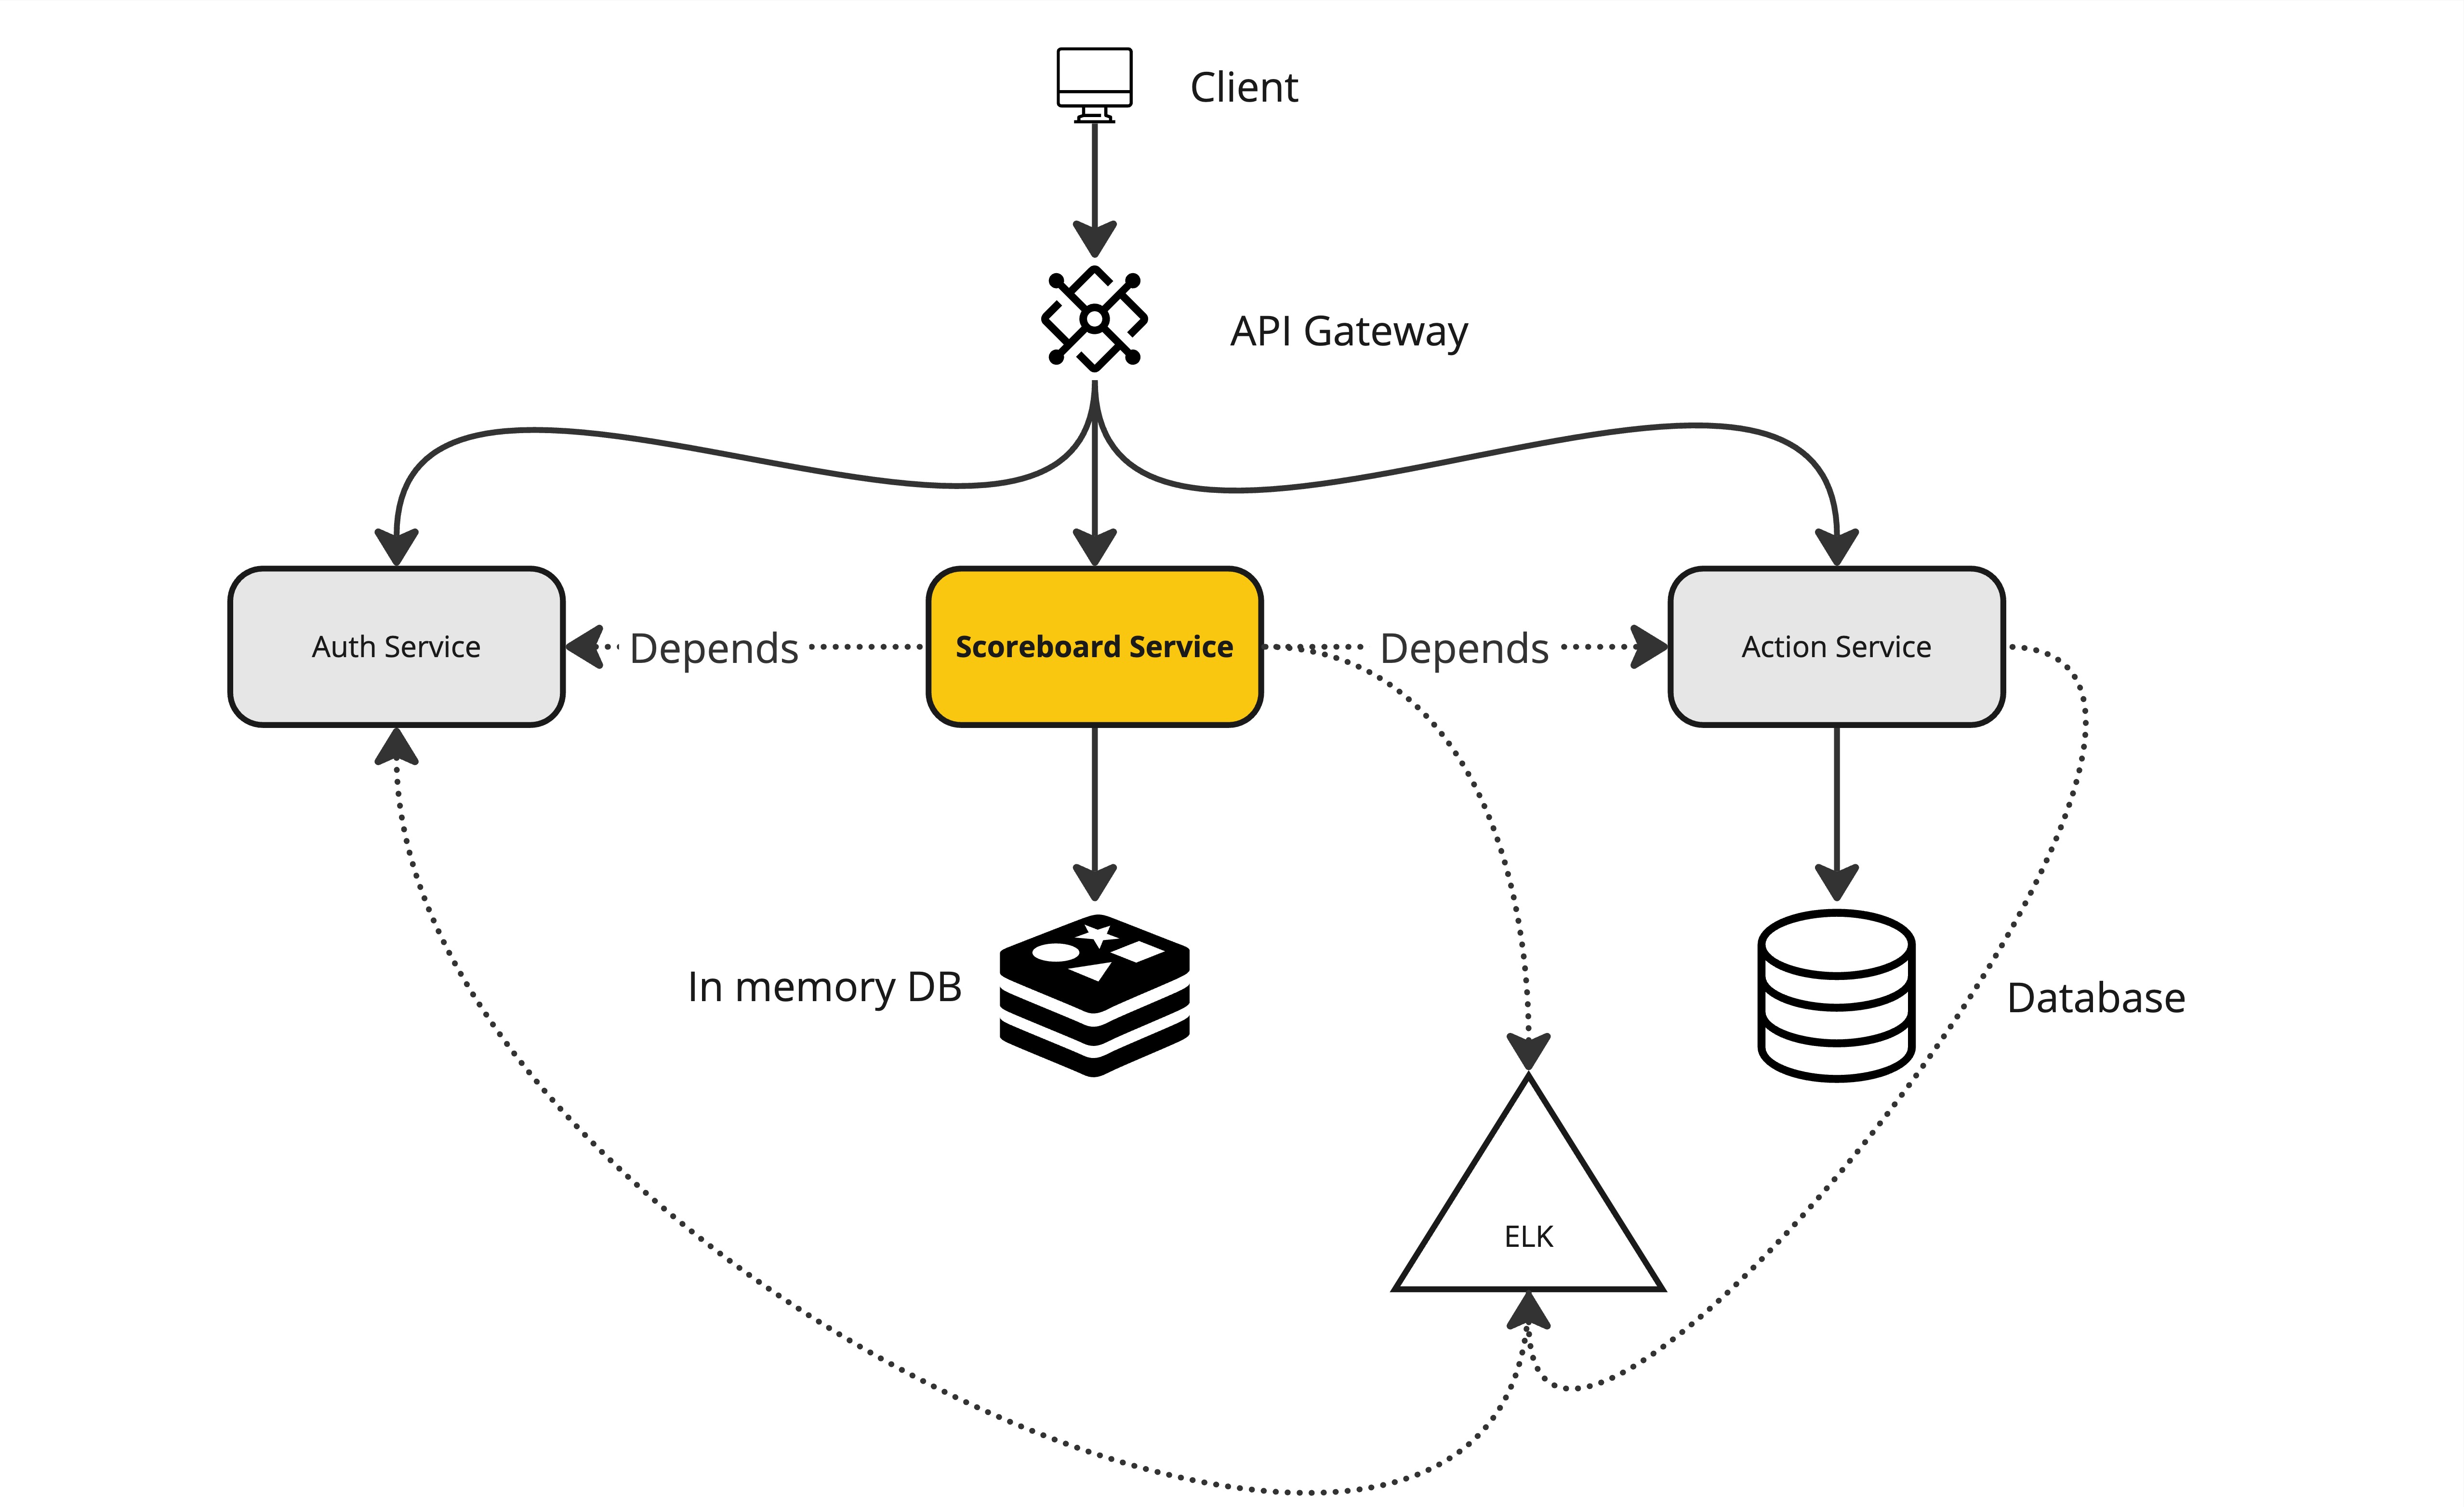 Client
API Gateway
Auth Service
Depends
Scoreboard Service
Depends
Action Service
In memory DB
Database
ELK